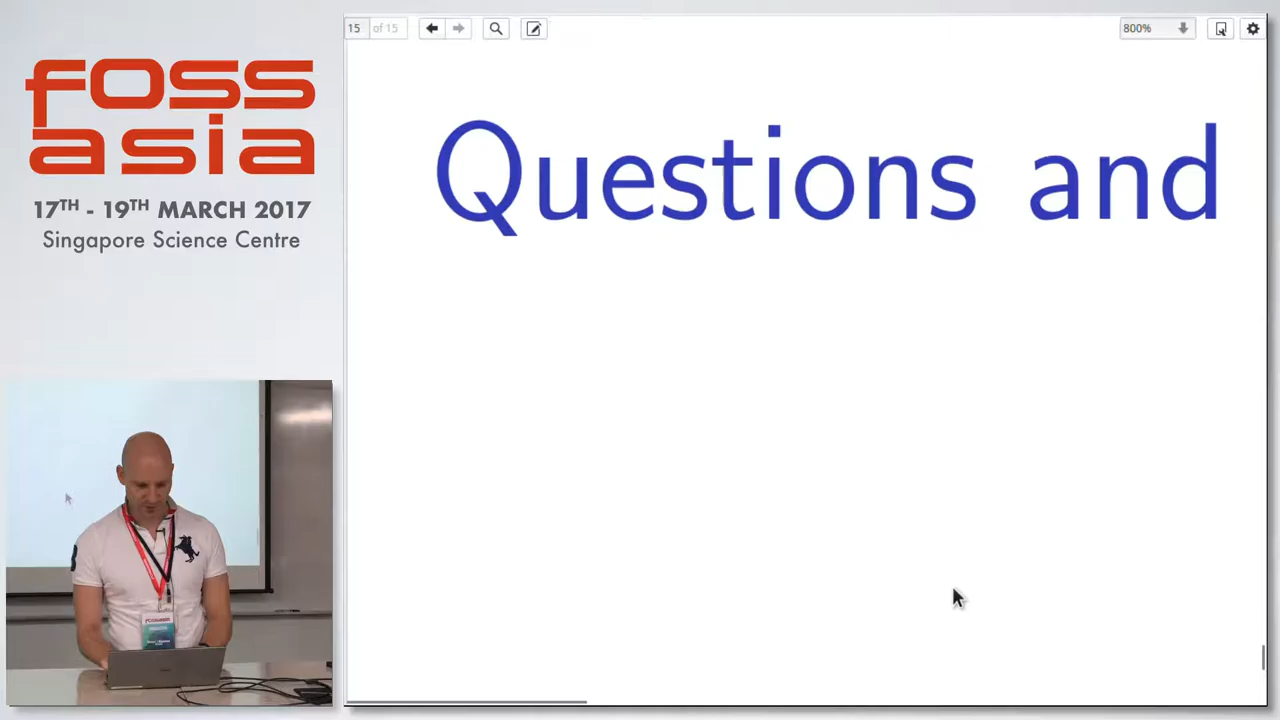 foss
asia
17TH - 19TH MARCH 2017
Singapore Science Centre
15 of 15
800%
Questions and